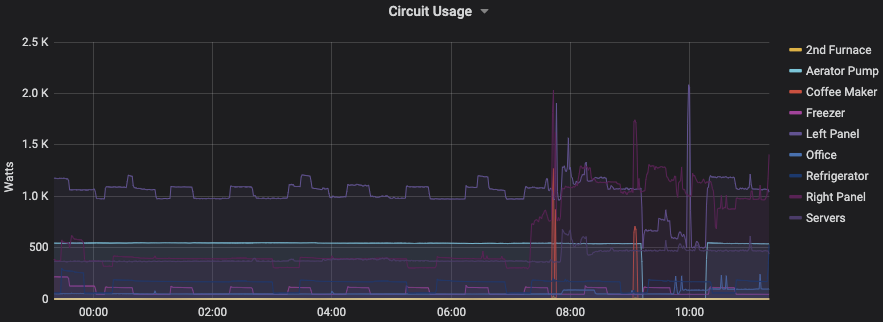 Circuit Usage
2.5 K
2.0 K
1.5 K
1.0 K
500
0
Watts
00:00 02:00 04:00 06:00 08:00 10:00
2nd Furnace
Aerator Pump
Coffee Maker
Freezer
Left Panel
Office
Refrigerator
Right Panel
Servers